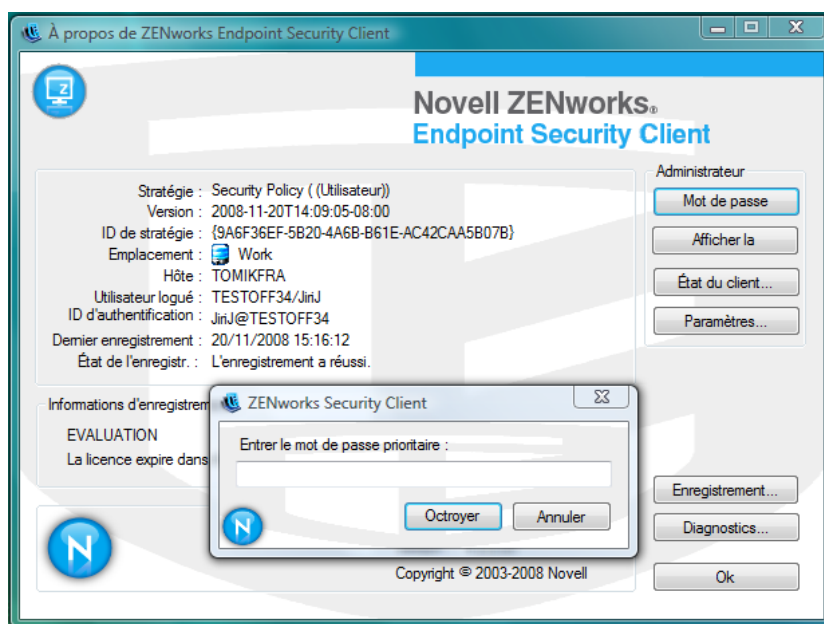 À propos de ZENworks Endpoint Security Client
Novell ZENworks®
Endpoint Security Client
Stratégie : Security Policy ( (Utilisateur))
Version : 2008-11-20T14:09:05-08:00
ID de stratégie : {9A6F36EF-5B20-4A6B-B61E-AC42CAA5B07B}
Emplacement : Work
Hôte : TOMIKFRA
Utilisateur logué : TESTOFF34/JiriJ
ID d'authentification : JiriJ@TESTOFF34
Dernier enregistrement : 20/11/2008 15:16:12
État de l'enregistr. : L'enregistrement a réussi.
Administrateur
Mot de passe
Afficher la
État du client...
Paramètres...
Informations d'enregistrem
EVALUATION
La licence expire dans
ZENworks Security Client
Entrer le mot de passe prioritaire :
Octroyer Annuler
Enregistrement...
Diagnostics...
Copyright © 2003-2008 Novell
Ok